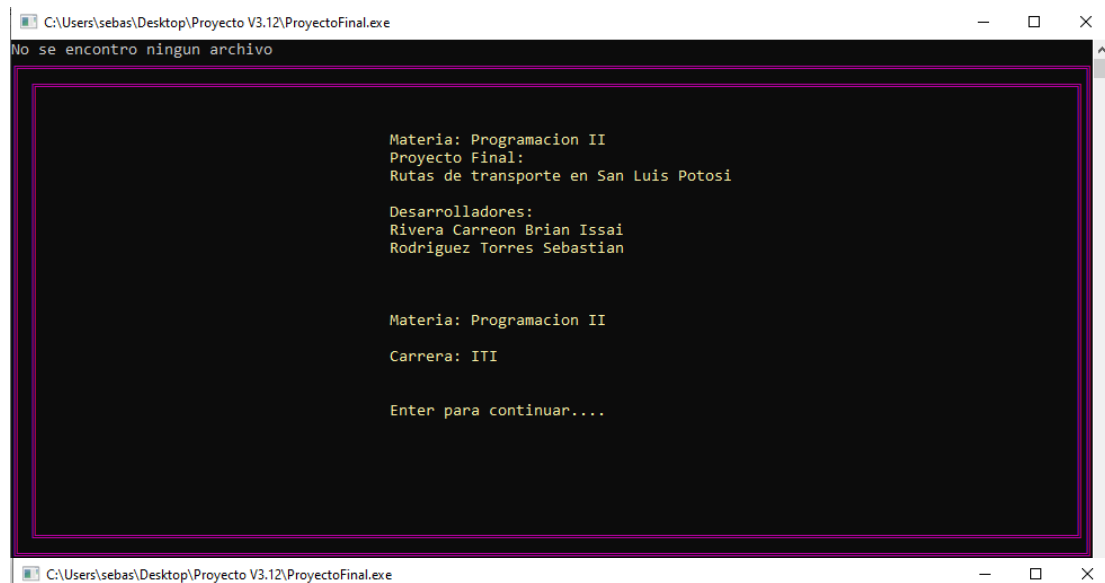 C:\Users\sebas\Desktop\Proyecto V3.12\ProyectoFinal.exe
No se encontro ningun archivo
Materia: Programacion II
Proyecto Final:
Rutas de transporte en San Luis Potosi
Desarrolladores:
Rivera Carreon Brian Issai
Rodriguez Torres Sebastian
Materia: Programacion II
Carrera: ITI
Enter para continuar....
C:\Users\sebas\Desktop\Proyecto V3.12\ProyectoFinal.exe